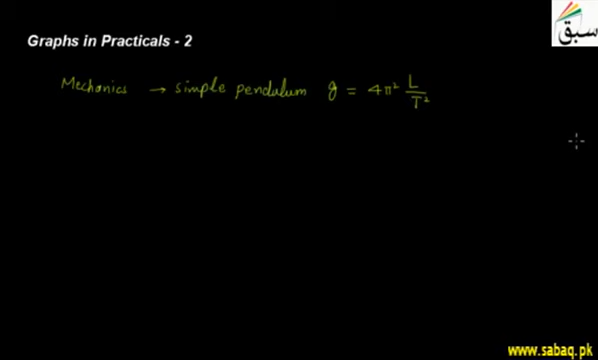 سبق
Graphs in Practicals - 2
Mechanics → simple pendulum g = 4π² L/T²
www.sabaq.pk